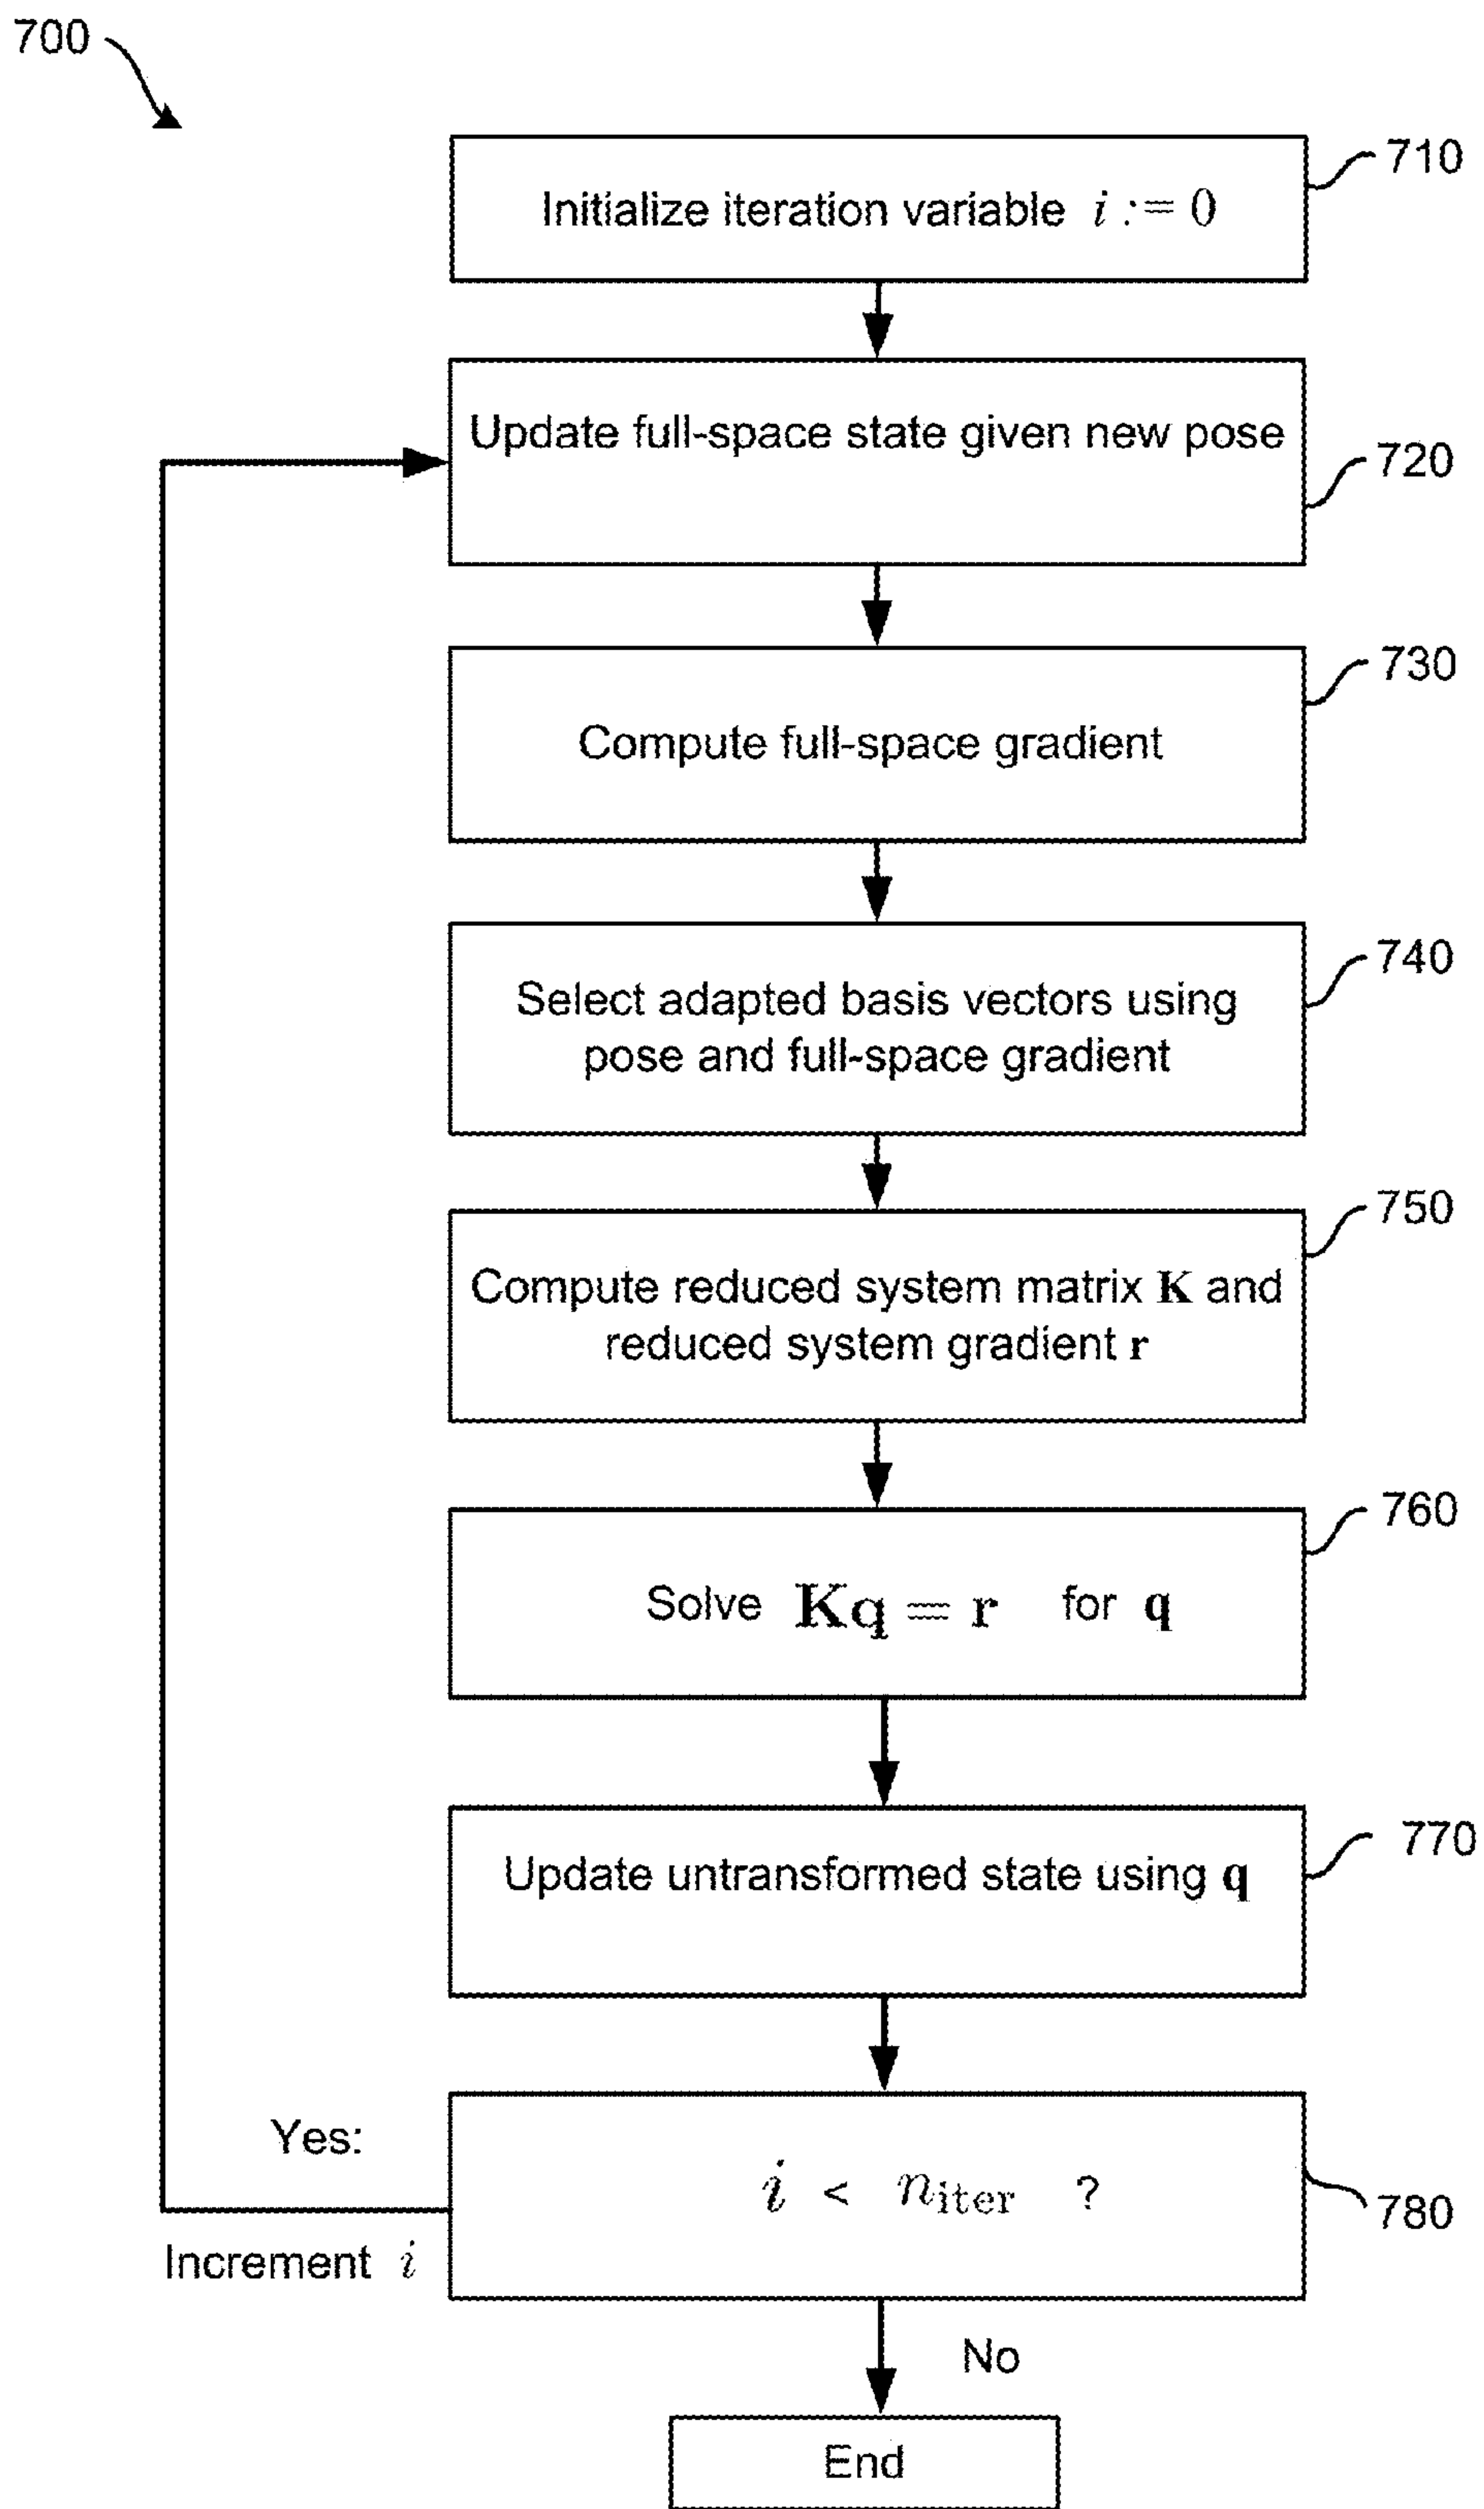 700
710
Initialize iteration variable i := 0
Update full-space state given new pose
720
730
Compute full-space gradient
740
Select adapted basis vectors using
pose and full-space gradient
750
Compute reduced system matrix K and
reduced system gradient r
760
Solve Kq = r for q
770
Update untransformed state using q
Yes:
i < n_iter ?
780
Increment i
No
End